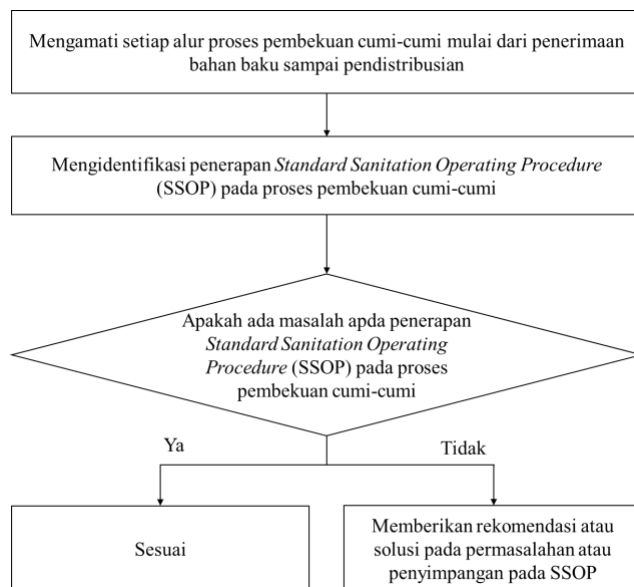 Mengamati setiap alur proses pembekuan cumi-cumi mulai dari penerimaan
bahan baku sampai pendistribusian
Mengidentifikasi penerapan Standard Sanitation Operating Procedure
(SSOP) pada proses pembekuan cumi-cumi
Apakah ada masalah apda penerapan
Standard Sanitation Operating
Procedure (SSOP) pada proses
pembekuan cumi-cumi
Ya
Tidak
Sesuai
Memberikan rekomendasi atau
solusi pada permasalahan atau
penyimpangan pada SSOP